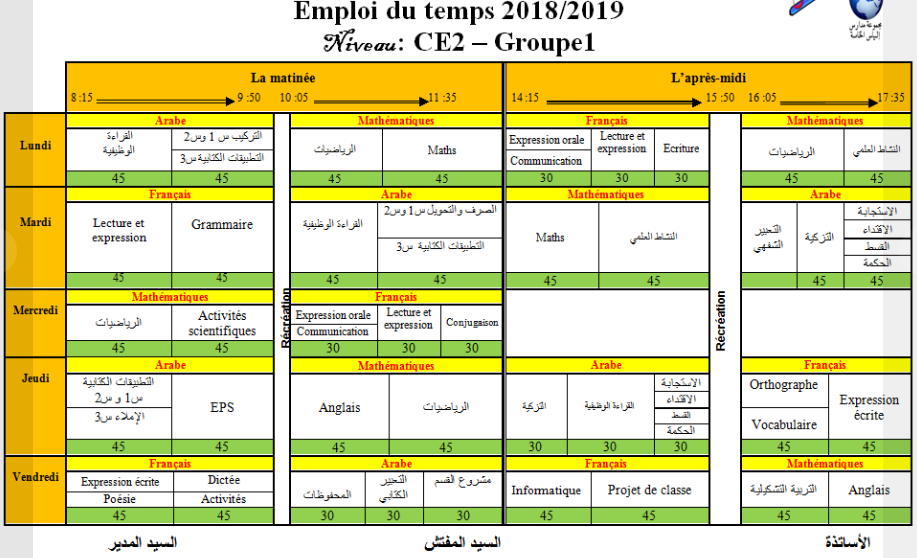 Emploi du temps 2018/2019
Niveau: CE2 – Groupe1
مجموعة مدارس
La matinée
L'après-midi
8 :15 9 :50 10 :05 11 :35 14 :15 15 :50 16 :05 17 :35
Lundi
Arabe
القراءة
الوظيفية
التركيب س 1 وس2
التطبيقات الكتابية س3
45 45
Mathématiques
الرياضيات
Maths
45 45
Français
Expression orale
Communication
Lecture et
expression
Ecriture
30 30 30
Mathématiques
الرياضيات
النشاط العلمي
45 45
Mardi
Français
Lecture et
expression
Grammaire
45 45
Arabe
القراءة الوظيفية
الصرف والتحويل س1 وس2
التطبيقات الكتابية س3
45 45
Mathématiques
Maths
النشاط العلمي
45 45
Arabe
التعبير
الشفهي
التزكية
الاستجابة
الاقتداء
القسط
الحكمة
45 45
Mercredi
Mathématiques
الرياضيات
Activités
scientifiques
45 45
Récréation
Français
Expression orale
Communication
Lecture et
expression
Conjugaison
30 30 30
Récréation
Jeudi
Arabe
التطبيقات الكتابية
س1 و س2
الإملاء س3
EPS
45 45
Mathématiques
Anglais
الرياضيات
45 45
Arabe
التزكية
القراءة الوظيفية
الاستجابة
الاقتداء
القسط
الحكمة
30 30 30
Français
Orthographe
Vocabulaire
Expression
écrite
45 45
Vendredi
Français
Expression écrite
Poésie
Dictée
Activités
45 45
Arabe
المحفوظات
التعبير
الكتابي
مشروع القسم
30 30 30
Français
Informatique
Projet de classe
45 45
Mathématiques
التربية التشكيلية
Anglais
45 45
السيد المدير
السيد المفتش
الأساتذة